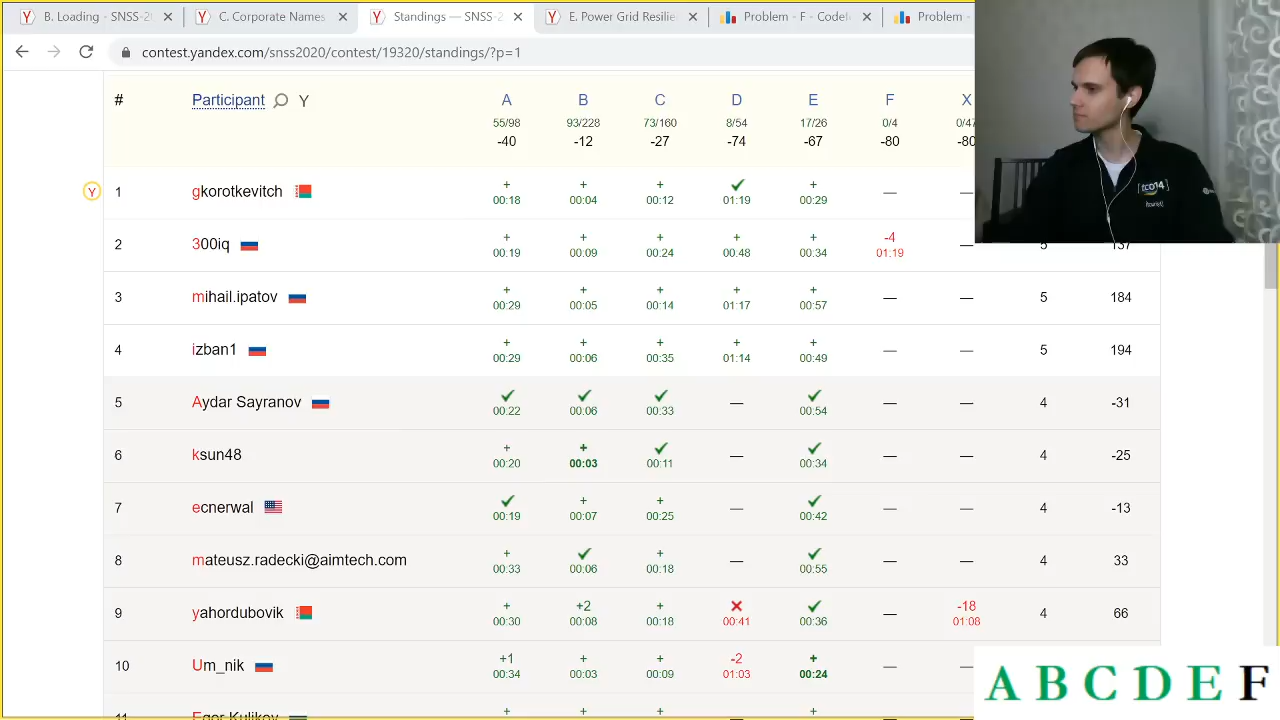 B. Loading - SNSS-20 C. Corporate Names Standings — SNSS-2 E. Power Grid Resilie Problem - F - Codef Problem -
contest.yandex.com/snss2020/contest/19320/standings/?p=1
# Participant Y A B C D E F X
55/98 93/228 73/160 8/54 17/26 0/4 0/47
-40 -12 -27 -74 -67 -80 -80
Y 1 gkorotkevitch + + + + — —
00:18 00:04 00:12 01:19 00:29
2 300iq + + + + + -4 — 5 137
00:19 00:09 00:24 00:48 00:34 01:19
3 mihail.ipatov + + + + + — — 5 184
00:29 00:05 00:14 01:17 00:57
4 izban1 + + + + + — — 5 194
00:29 00:06 00:35 01:14 00:49
5 Aydar Sayranov — — — 4 -31
00:22 00:06 00:33 00:54
6 ksun48 + + — — — 4 -25
00:20 00:03 00:11 00:34
7 ecnerwal + + — — — 4 -13
00:19 00:07 00:25 00:42
8 mateusz.radecki@aimtech.com + + — — — 4 33
00:33 00:06 00:18 00:55
9 yahordubovik + +2 + — -18 4 66
00:30 00:08 00:18 00:41 00:36 01:08
10 Um_nik +1 + + -2 + — —
00:34 00:03 00:09 01:03 00:24
11 Egor Kulikov + + + +
[tco14]
A B C D E F